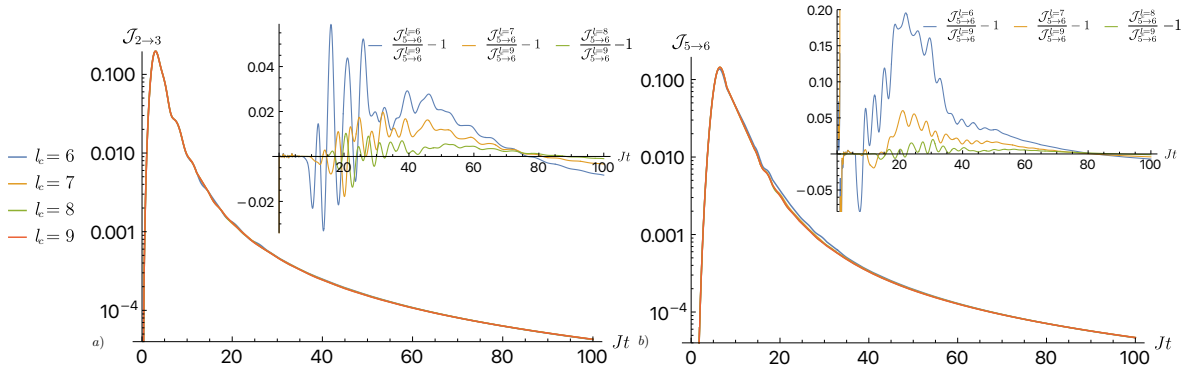 𝒥₂→₃
0.100
0.010
0.001
10⁻⁴
0
20
40
60
80
100
Jt
a)
l_c = 6
l_c = 7
l_c = 8
l_c = 9
0.04
0.02
−0.02
20
40
60
80
100
Jt
𝒥^{l=6}_{5→6}/𝒥^{l=9}_{5→6} − 1
𝒥^{l=7}_{5→6}/𝒥^{l=9}_{5→6} − 1
𝒥^{l=8}_{5→6}/𝒥^{l=9}_{5→6} − 1
𝒥₅→₆
0.100
0.010
0.001
10⁻⁴
0
20
40
60
80
100
Jt
b)
0.20
0.15
0.10
0.05
−0.05
20
40
60
80
100
Jt
𝒥^{l=6}_{5→6}/𝒥^{l=9}_{5→6} − 1
𝒥^{l=7}_{5→6}/𝒥^{l=9}_{5→6} − 1
𝒥^{l=8}_{5→6}/𝒥^{l=9}_{5→6} − 1